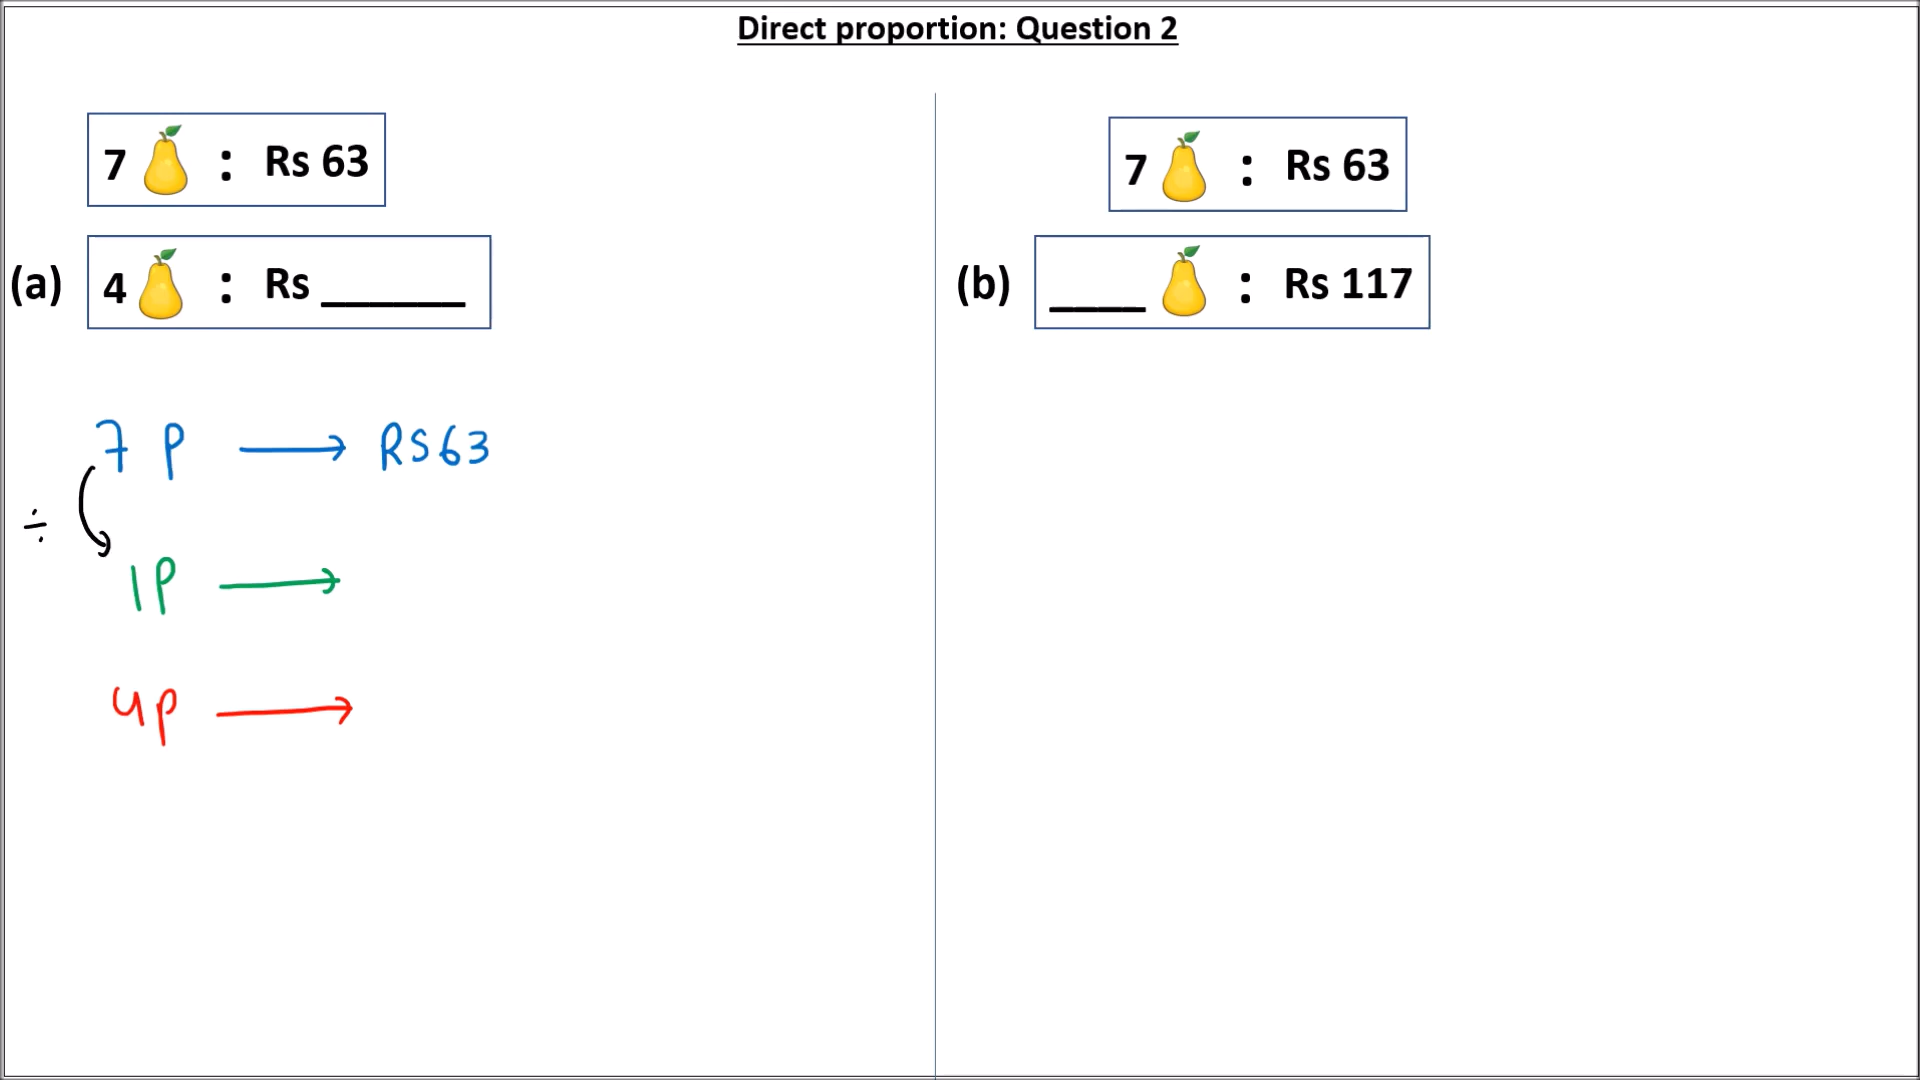 Direct proportion: Question 2
7 : Rs 63
(a) 4 : Rs ______
7 P → RS63
÷
1P →
4P →
7 : Rs 63
(b) ____ : Rs 117